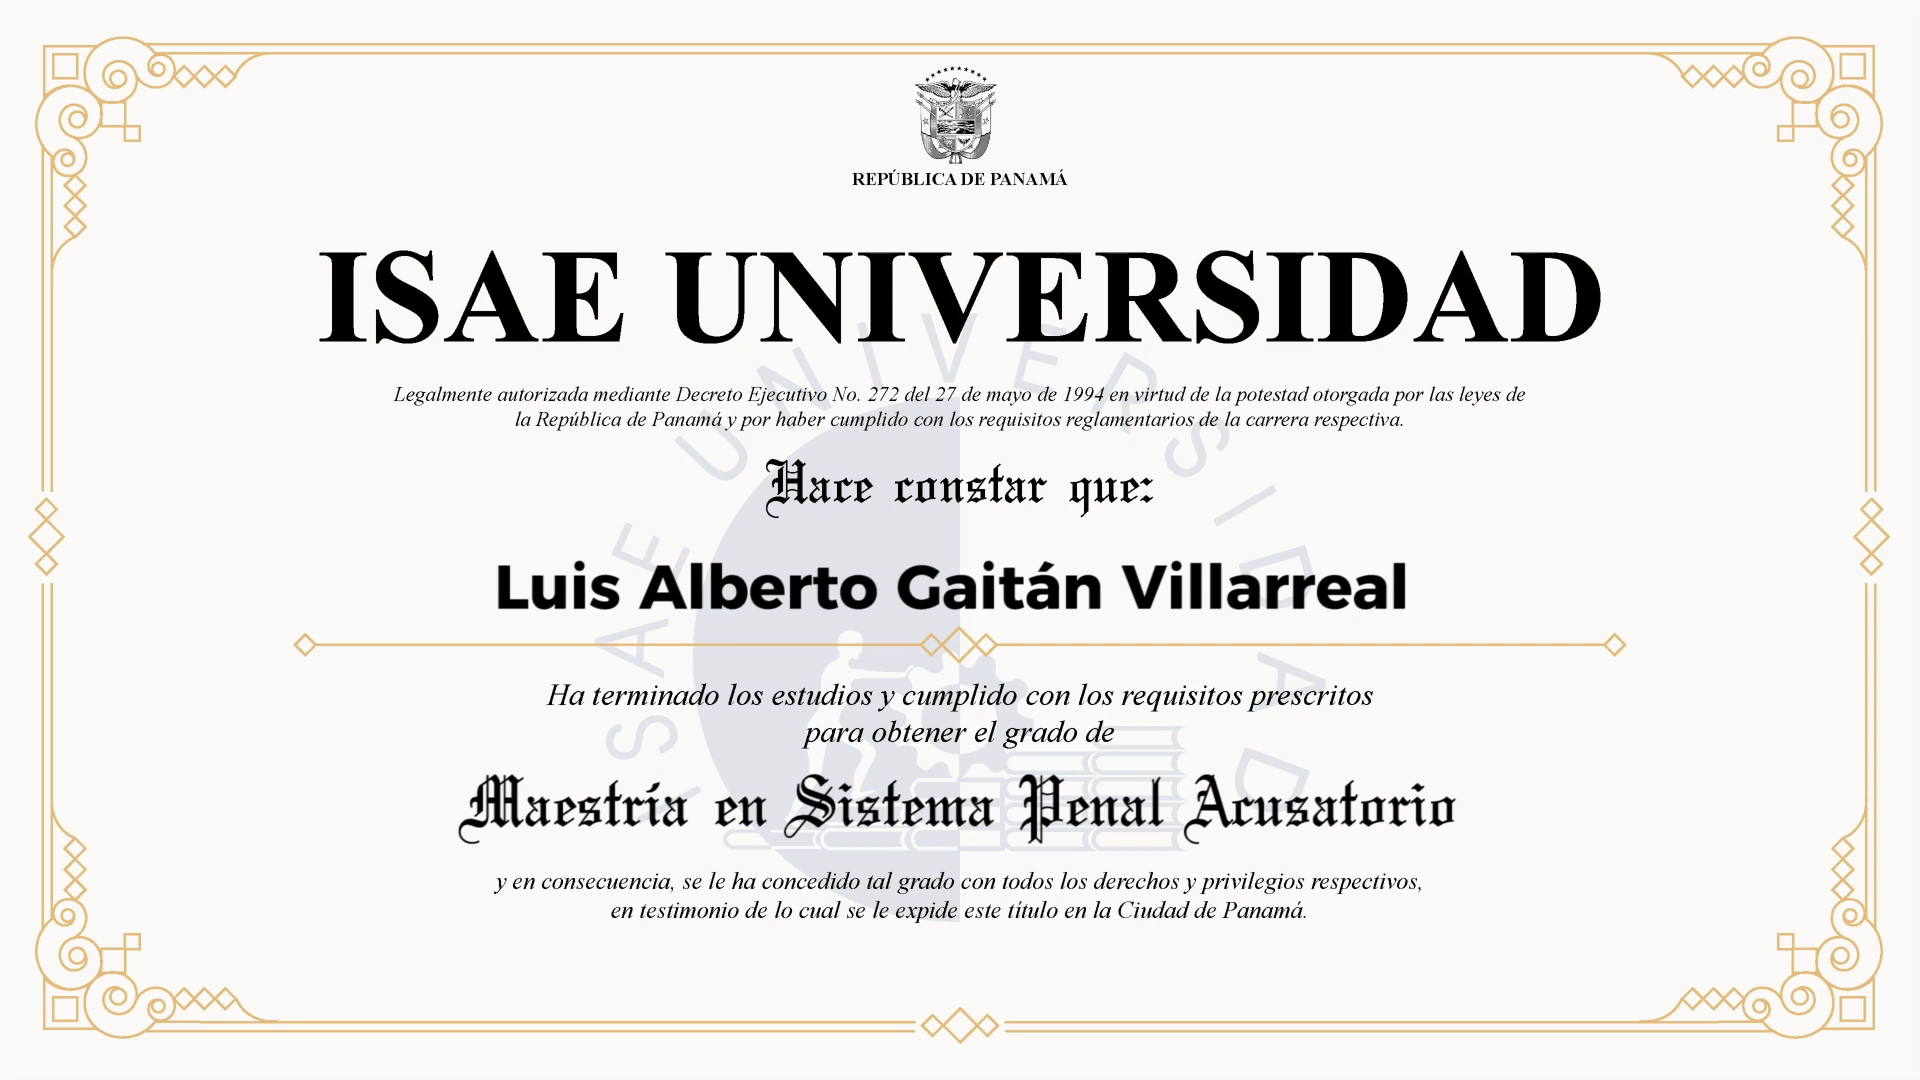 REPÚBLICA DE PANAMÁ
ISAE UNIVERSIDAD
Legalmente autorizada mediante Decreto Ejecutivo No. 272 del 27 de mayo de 1994 en virtud de la potestad otorgada por las leyes de
la República de Panamá y por haber cumplido con los requisitos reglamentarios de la carrera respectiva.
Hace constar que:
Luis Alberto Gaitán Villarreal
Ha terminado los estudios y cumplido con los requisitos prescritos
para obtener el grado de
Maestría en Sistema Penal Acusatorio
y en consecuencia, se le ha concedido tal grado con todos los derechos y privilegios respectivos,
en testimonio de lo cual se le expide este título en la Ciudad de Panamá.
ISAE UNIVERSIDAD